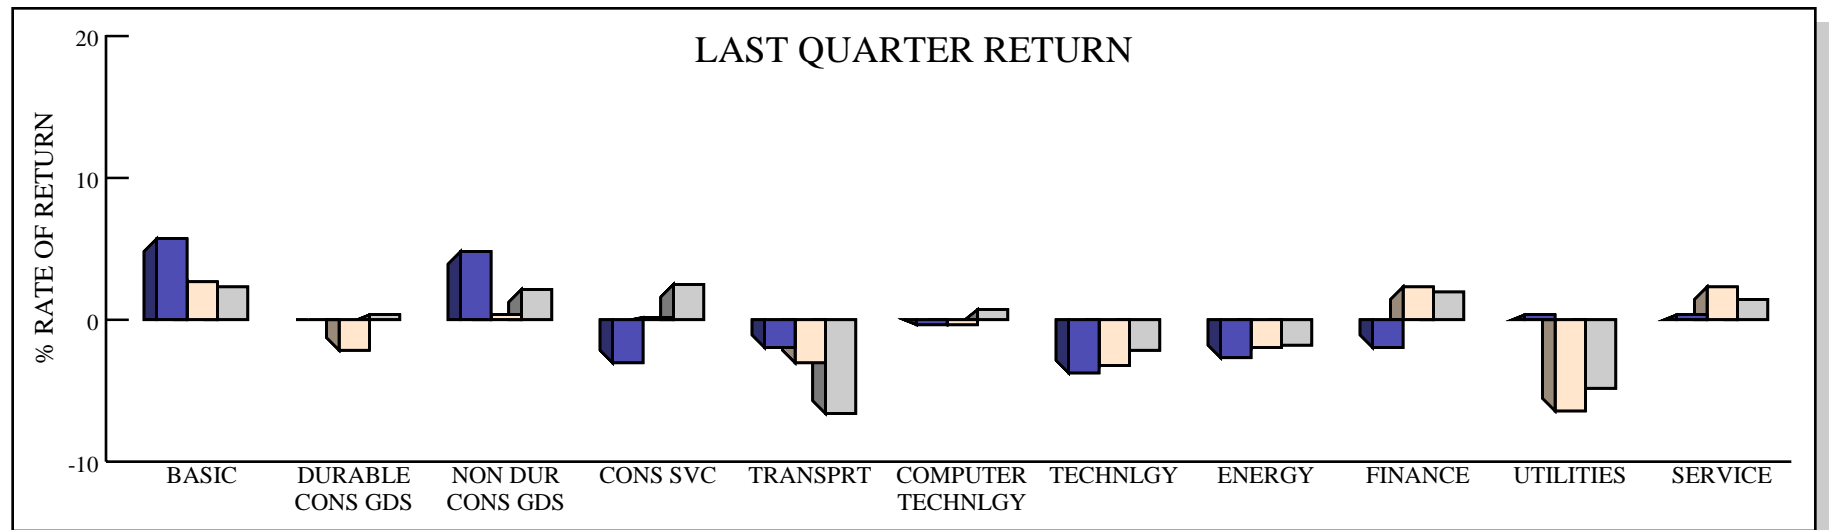 LAST QUARTER RETURN
% RATE OF RETURN
20
10
0
-10
BASIC
DURABLE
CONS GDS
NON DUR
CONS GDS
CONS SVC
TRANSPRT
COMPUTER
TECHNLGY
TECHNLGY
ENERGY
FINANCE
UTILITIES
SERVICE